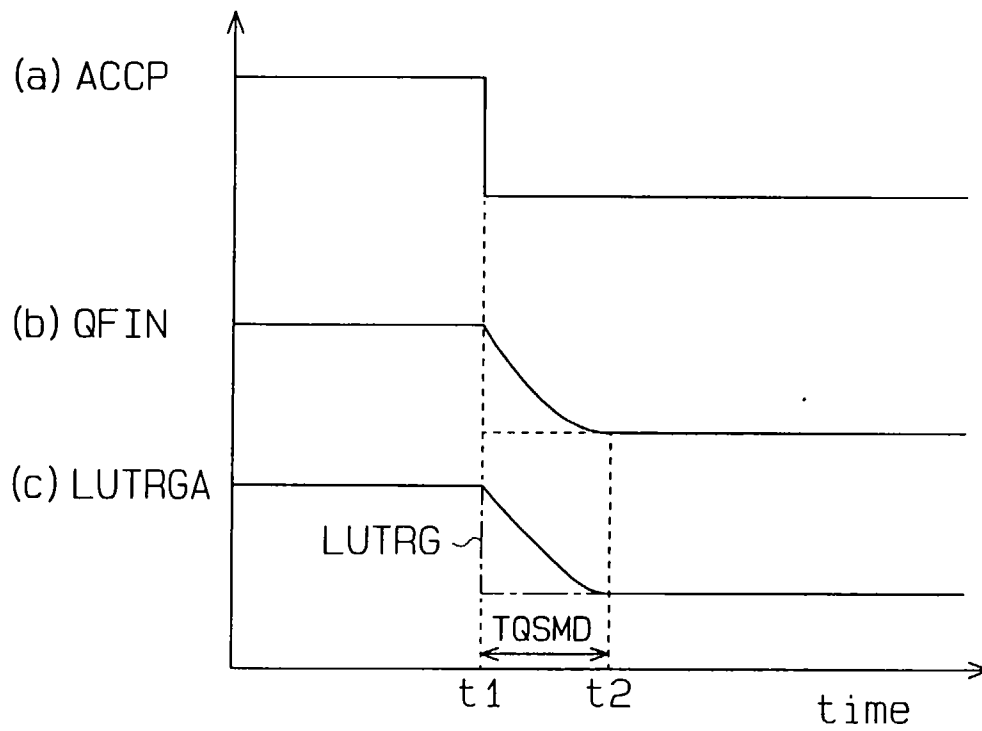 (a) ACCP
(b) QFIN
(c) LUTRGA
LUTRG
TQSMD
t1
t2
time